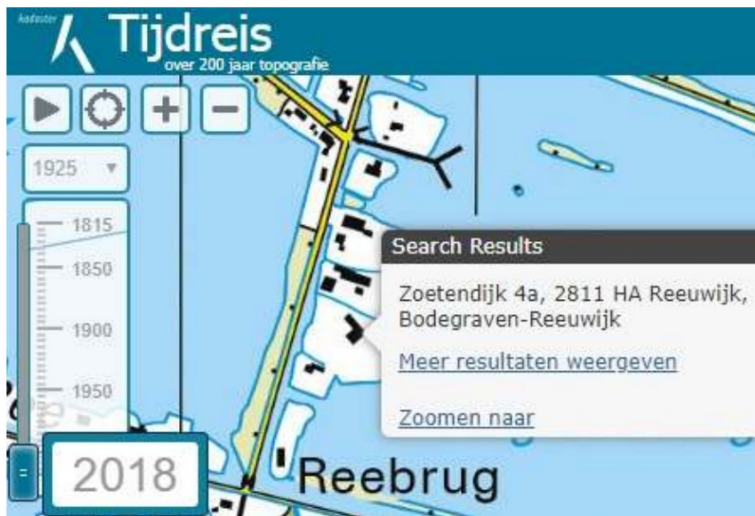 kadaster
Tijdreis
over 200 jaar topografie
1925
1815
1850
1900
1950
2018
Search Results
Zoetendijk 4a, 2811 HA Reeuwijk,
Bodegraven-Reeuwijk
Meer resultaten weergeven
Zoomen naar
Reebrug